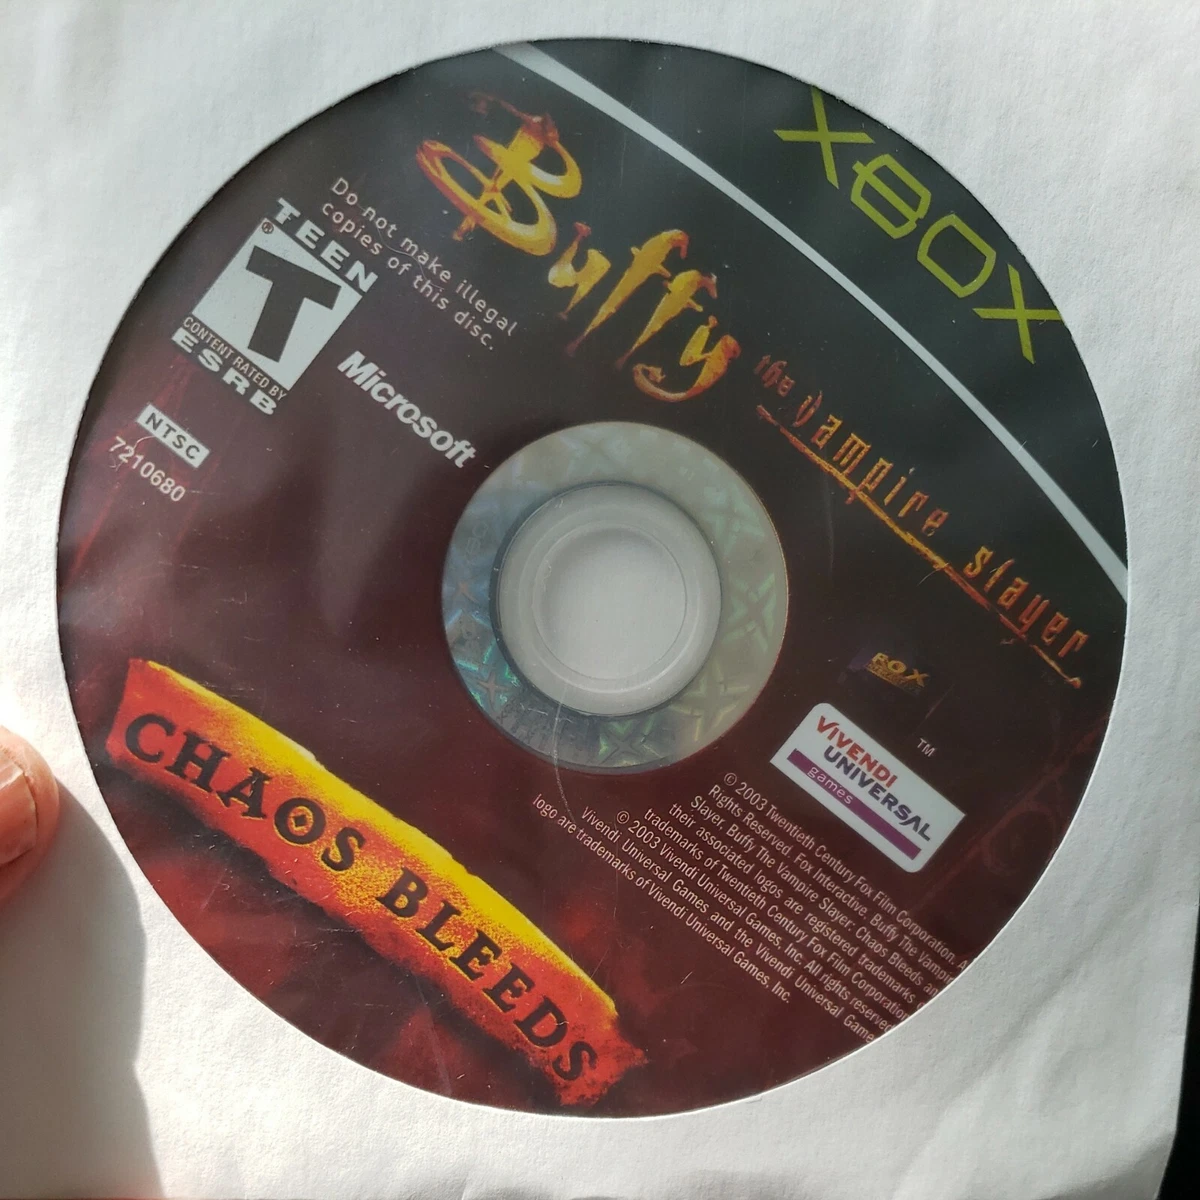 XBOX
Buffy
the vampire slayer
Do not make illegal
copies of this disc.
TEEN
T
®
CONTENT RATED BY
ESRB
Microsoft
NTSC
7210680
FOX
TM
VIVENDI
UNIVERSAL
games
CHAOS BLEEDS
© 2003 Twentieth Century Fox Film Corporation.
Rights Reserved. Fox Interactive, Buffy The Vampire
Slayer, Buffy The Vampire Slayer: Chaos Bleeds
their associated logos are registered trademarks
trademarks of Twentieth Century Fox Film Corporation
© 2003 Vivendi Universal Games, Inc. All rights reserved
Vivendi Universal Games and the Vivendi Universal Games
logo are trademarks of Vivendi Universal Games, Inc.